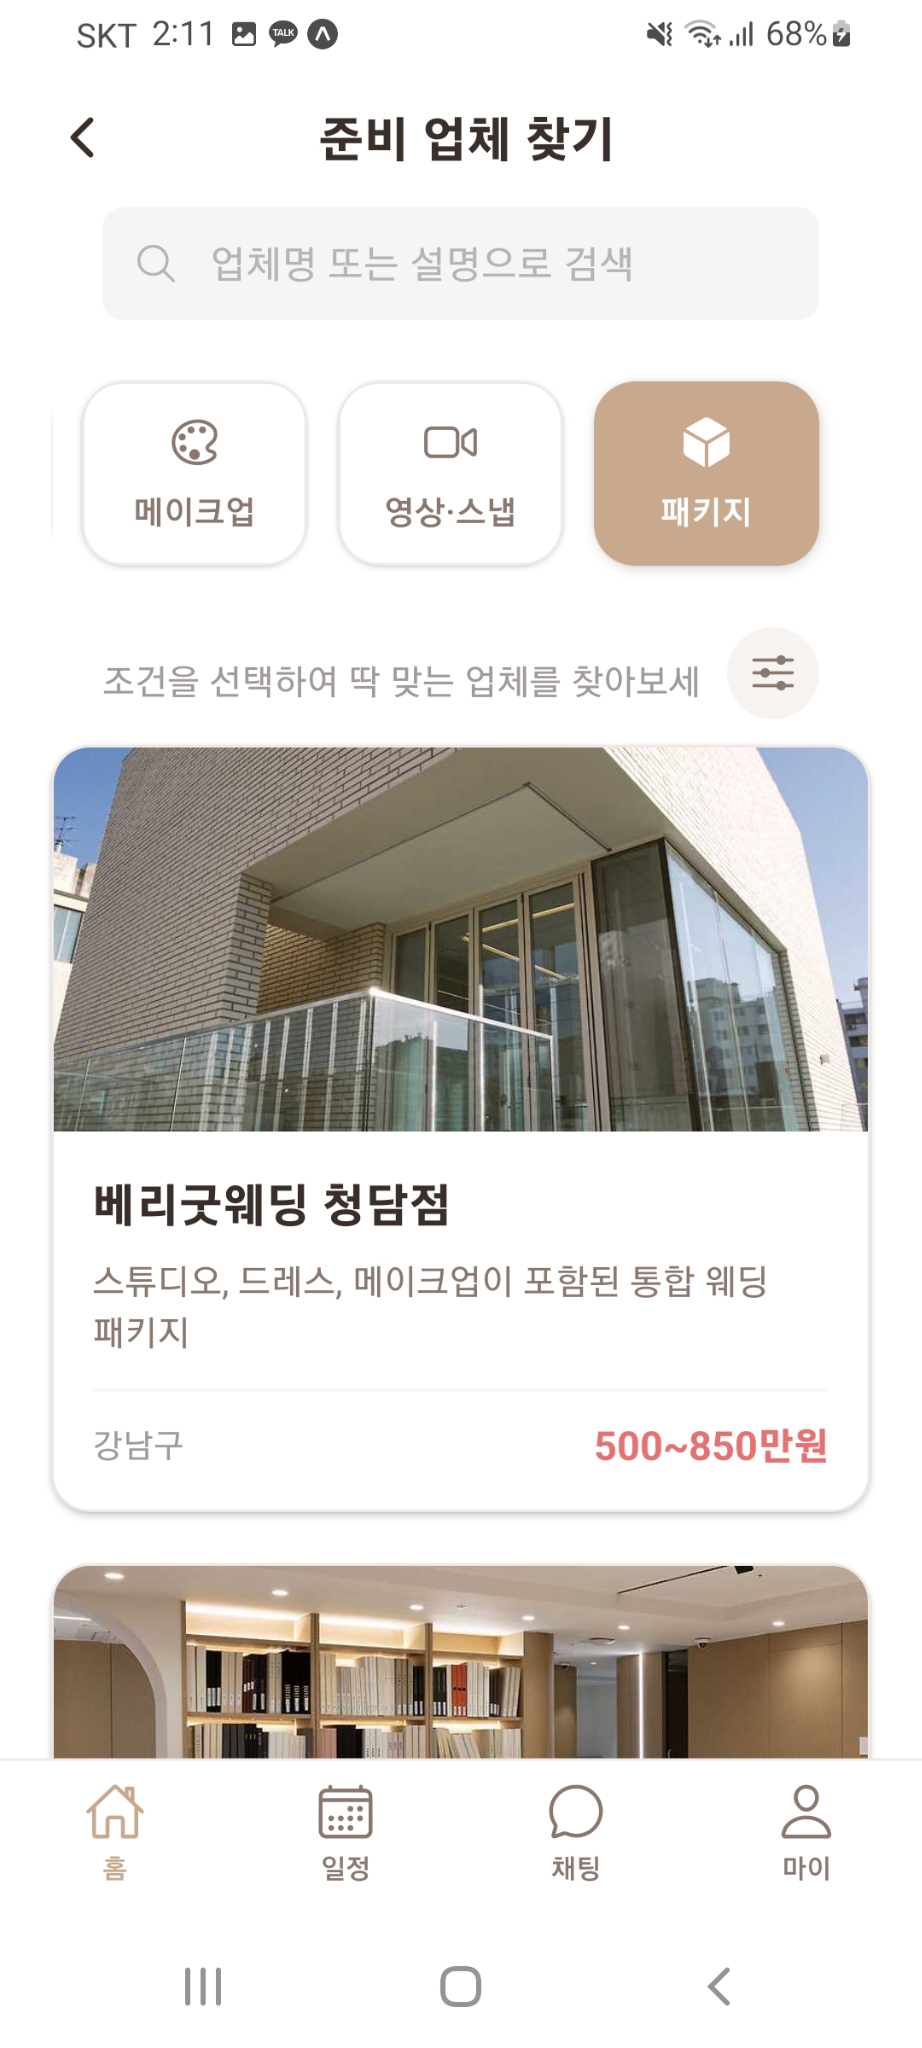 SKT 2:11 TALK 68%
준비 업체 찾기
업체명 또는 설명으로 검색
메이크업 영상·스냅 패키지
조건을 선택하여 딱 맞는 업체를 찾아보세
베리굿웨딩 청담점
스튜디오, 드레스, 메이크업이 포함된 통합 웨딩
패키지
강남구 500~850만원
홈 일정 채팅 마이